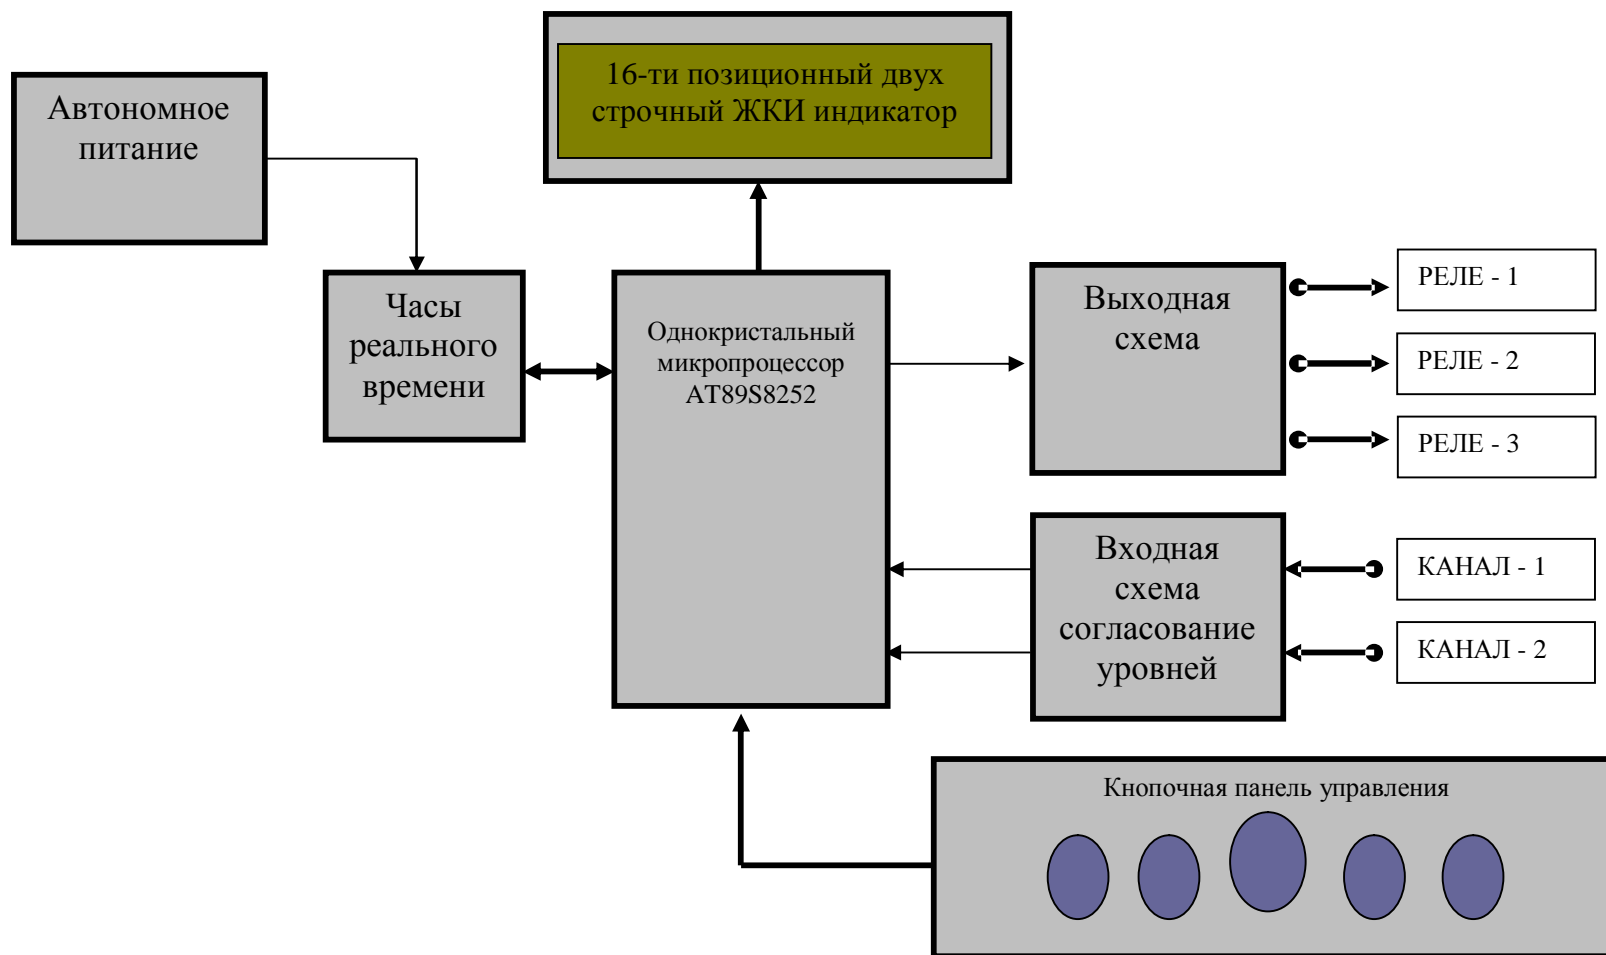 16-ти позиционный двух
строчный ЖКИ индикатор
Автономное
питание
Часы
реального
времени
Однокристальный
микропроцессор
AT89S8252
Выходная
схема
РЕЛЕ - 1
РЕЛЕ - 2
РЕЛЕ - 3
Входная
схема
согласование
уровней
КАНАЛ - 1
КАНАЛ - 2
Кнопочная панель управления